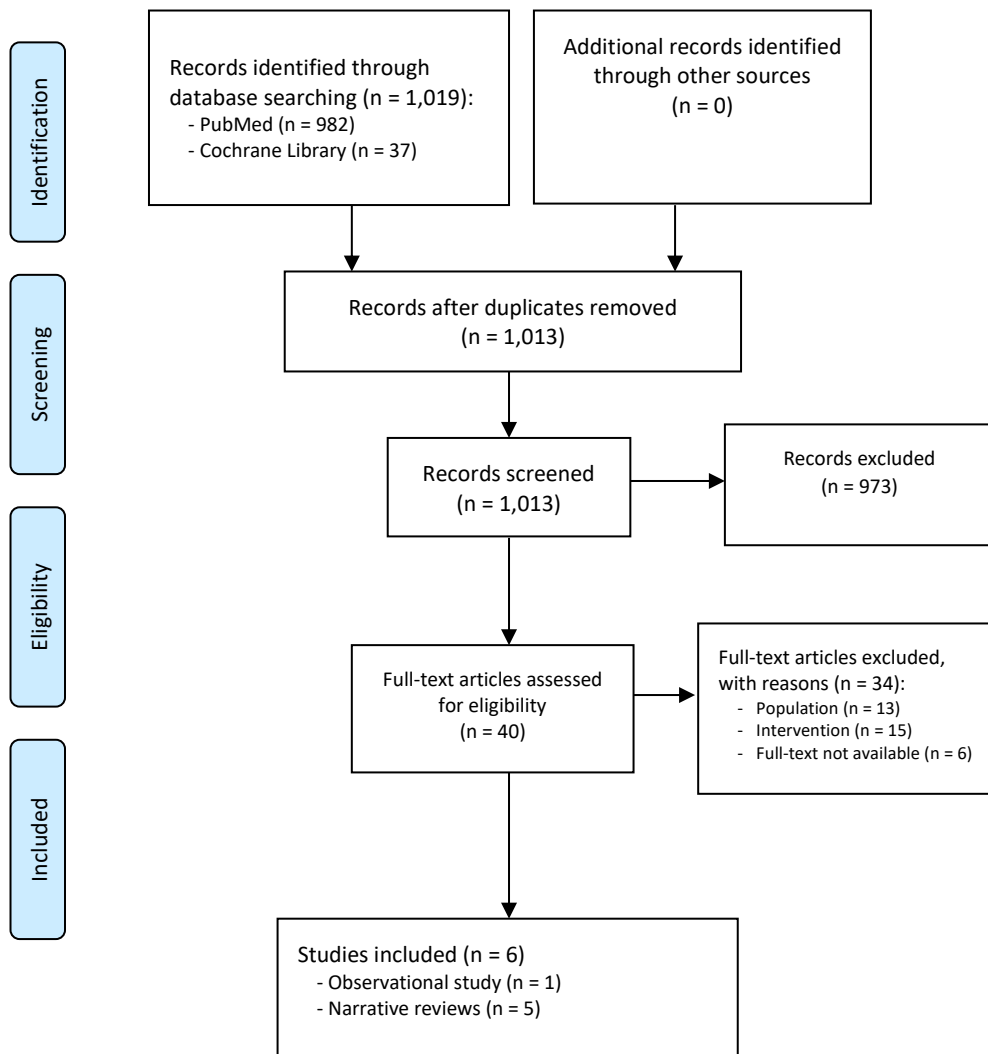 Identification
Records identified through
database searching (n = 1,019):
- PubMed (n = 982)
- Cochrane Library (n = 37)
Additional records identified
through other sources
(n = 0)
Screening
Records after duplicates removed
(n = 1,013)
Records screened
(n = 1,013)
Records excluded
(n = 973)
Eligibility
Full-text articles assessed
for eligibility
(n = 40)
Full-text articles excluded,
with reasons (n = 34):
- Population (n = 13)
- Intervention (n = 15)
- Full-text not available (n = 6)
Included
Studies included (n = 6)
- Observational study (n = 1)
- Narrative reviews (n = 5)